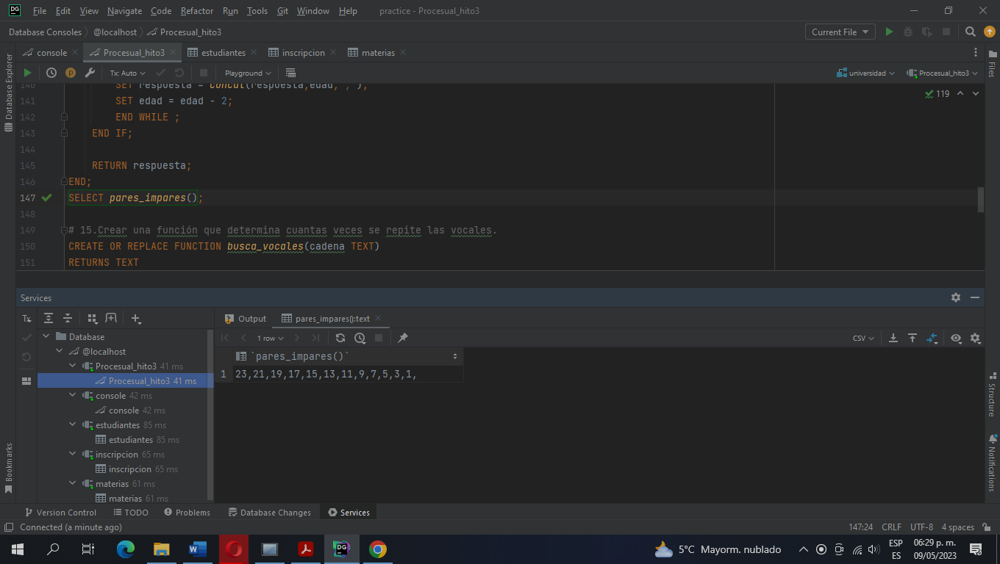 File Edit View Navigate Code Refactor Run Tools Git Window Help practice - Procesual_hito3
Database Consoles @localhost Procesual_hito3 Current File
console Procesual_hito3 estudiantes inscripcion materias
Tx: Auto Playground universidad Procesual_hito3
140 SET respuesta = concat(respuesta,edad,',');
119
141 SET edad = edad - 2;
142 END WHILE ;
143 END IF;
144
145 RETURN respuesta;
146 END;
147 SELECT pares_impares();
148
149 # 15.Crear una función que determina cuantas veces se repite las vocales.
150 CREATE OR REPLACE FUNCTION busca_vocales(cadena TEXT)
151 RETURNS TEXT
Database Explorer
Bookmarks
Files
Structure
Notifications
Services
Tx
Database
@localhost
Procesual_hito3 41 ms
Procesual_hito3 41 ms
console 42 ms
console 42 ms
estudiantes 85 ms
estudiantes 85 ms
inscripcion 65 ms
inscripcion 65 ms
materias 61 ms
materias 61 ms
Output pares_impares():text
1 row CSV
`pares_impares()`
1 23,21,19,17,15,13,11,9,7,5,3,1,
Version Control TODO Problems Database Changes Services
Connected (a minute ago) 147:24 CRLF UTF-8 4 spaces
5°C Mayorm. nublado
ESP
ES
06:29 p. m.
09/05/2023